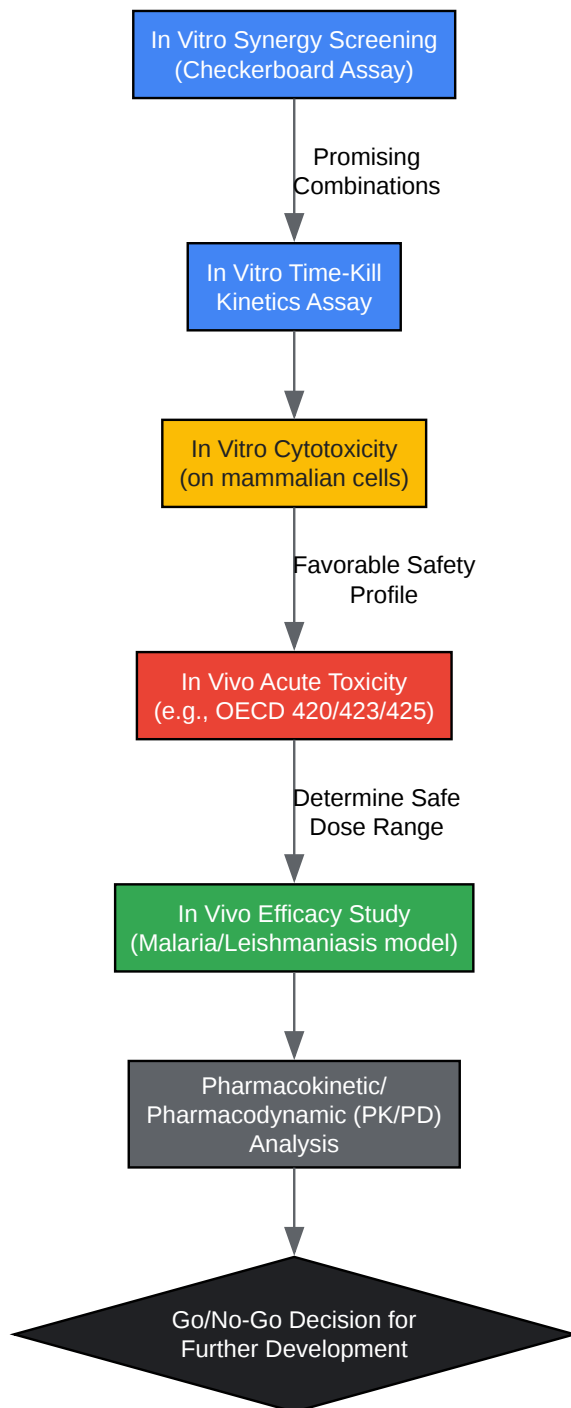 In Vitro Synergy Screening
(Checkerboard Assay)
Promising
Combinations
In Vitro Time-Kill
Kinetics Assay
In Vitro Cytotoxicity
(on mammalian cells)
Favorable Safety
Profile
In Vivo Acute Toxicity
(e.g., OECD 420/423/425)
Determine Safe
Dose Range
In Vivo Efficacy Study
(Malaria/Leishmaniasis model)
Pharmacokinetic/
Pharmacodynamic (PK/PD)
Analysis
Go/No-Go Decision for
Further Development